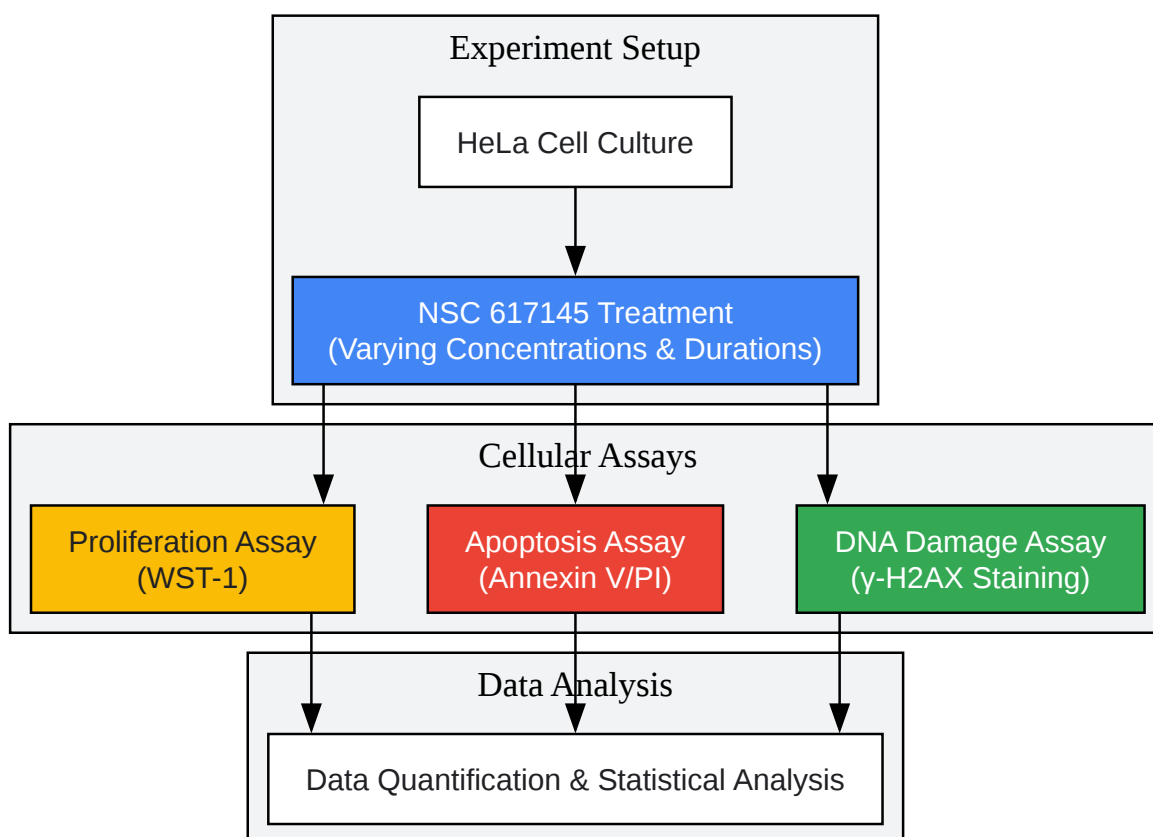 Experiment Setup
HeLa Cell Culture
NSC 617145 Treatment
(Varying Concentrations & Durations)
Cellular Assays
Proliferation Assay
(WST-1)
Apoptosis Assay
(Annexin V/PI)
DNA Damage Assay
(γ-H2AX Staining)
Data Analysis
Data Quantification & Statistical Analysis